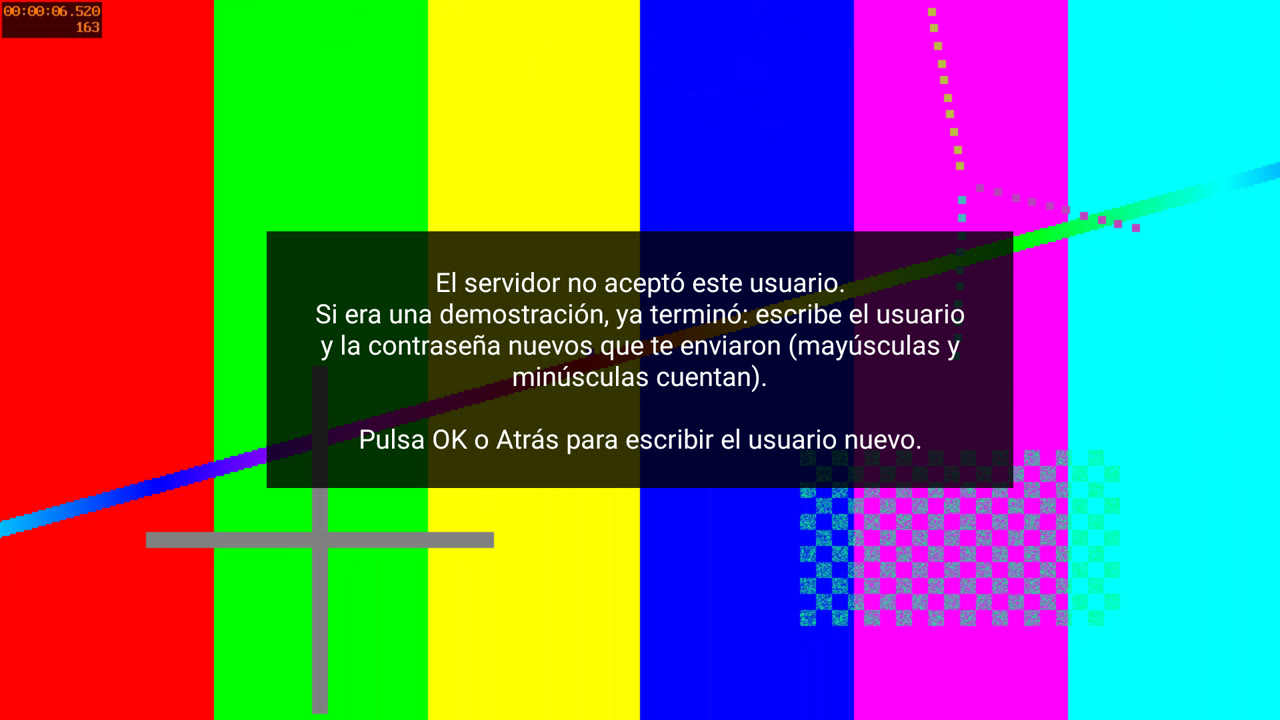 00:00:06.520
163
El servidor no aceptó este usuario.
Si era una demostración, ya terminó: escribe el usuario
y la contraseña nuevos que te enviaron (mayúsculas y
minúsculas cuentan).
Pulsa OK o Atrás para escribir el usuario nuevo.